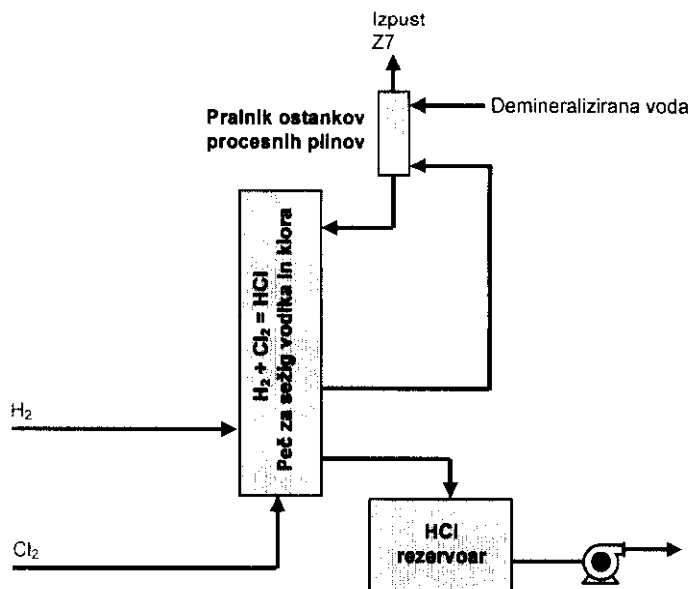 Izpust
Z7
Pralnik ostankov
procesnih plinov
Demineralizirana voda
H₂ + Cl₂ = HCl
Peč za sežig vodika in klora
H₂
Cl₂
HCl
rezervoar